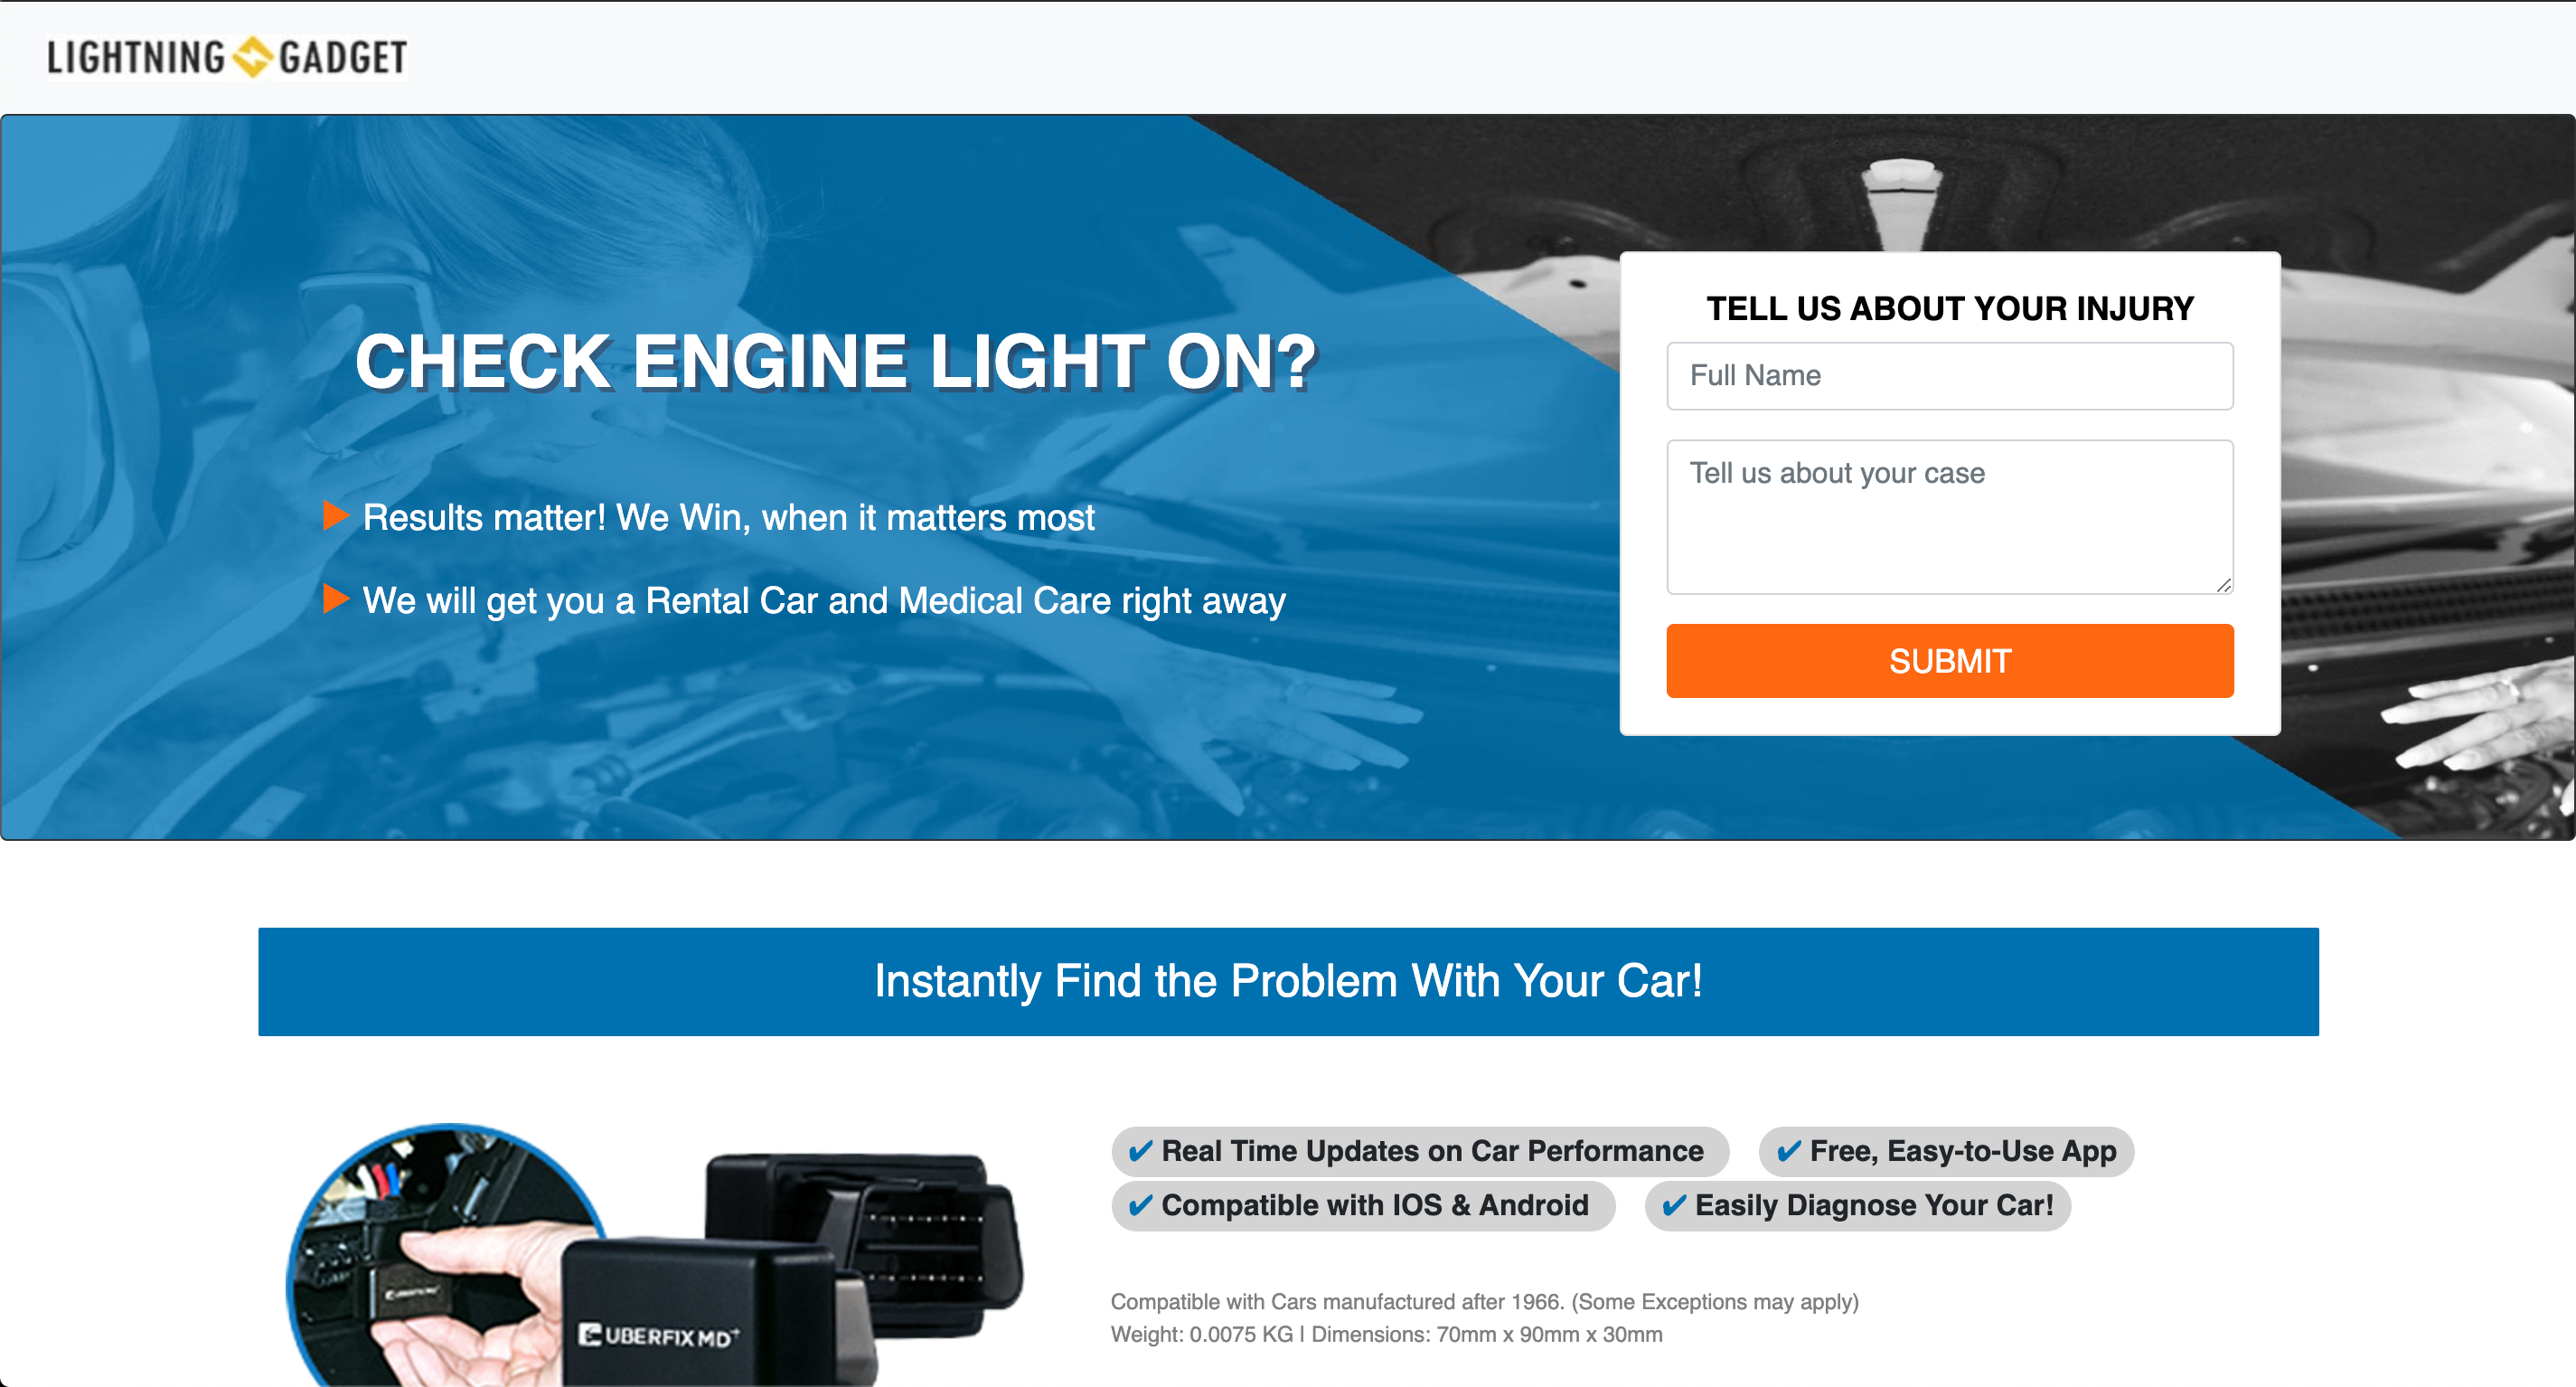 LIGHTNING GADGET
CHECK ENGINE LIGHT ON?
Results matter! We Win, when it matters most
We will get you a Rental Car and Medical Care right away
TELL US ABOUT YOUR INJURY
Full Name
Tell us about your case
SUBMIT
Instantly Find the Problem With Your Car!
✔ Real Time Updates on Car Performance ✔ Free, Easy-to-Use App
✔ Compatible with IOS & Android ✔ Easily Diagnose Your Car!
Compatible with Cars manufactured after 1966. (Some Exceptions may apply)
Weight: 0.0075 KG | Dimensions: 70mm x 90mm x 30mm
UBERFIX MD+
UBERFIX MD+